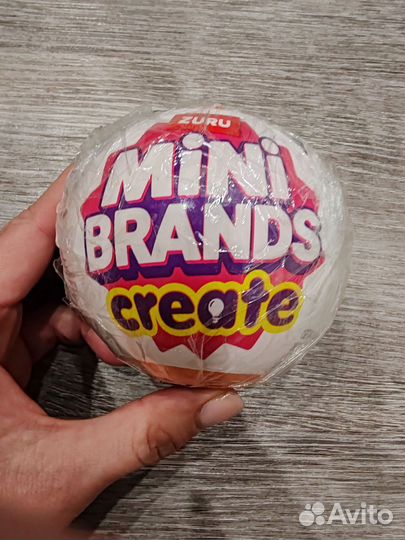 ZURU
MiNi
BRANDS
create
Avito